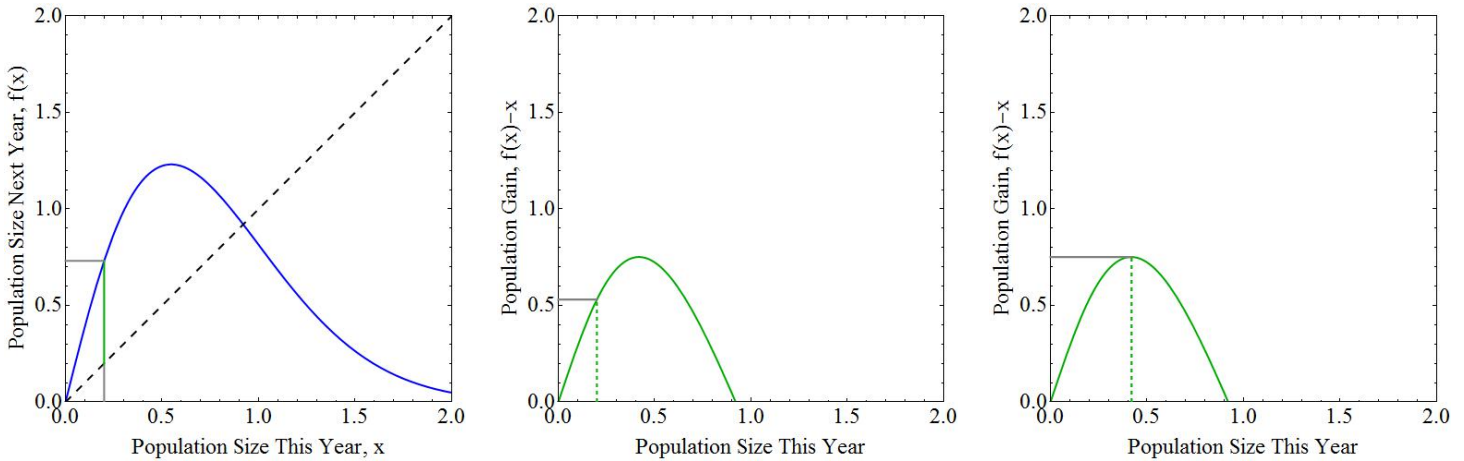 Population Size Next Year, f(x)
2.0
1.5
1.0
0.5
0.0
0.0 0.5 1.0 1.5 2.0
Population Size This Year, x
Population Gain, f(x)−x
2.0
1.5
1.0
0.5
0.0
0.0 0.5 1.0 1.5 2.0
Population Size This Year
Population Gain, f(x)−x
2.0
1.5
1.0
0.5
0.0
0.0 0.5 1.0 1.5 2.0
Population Size This Year